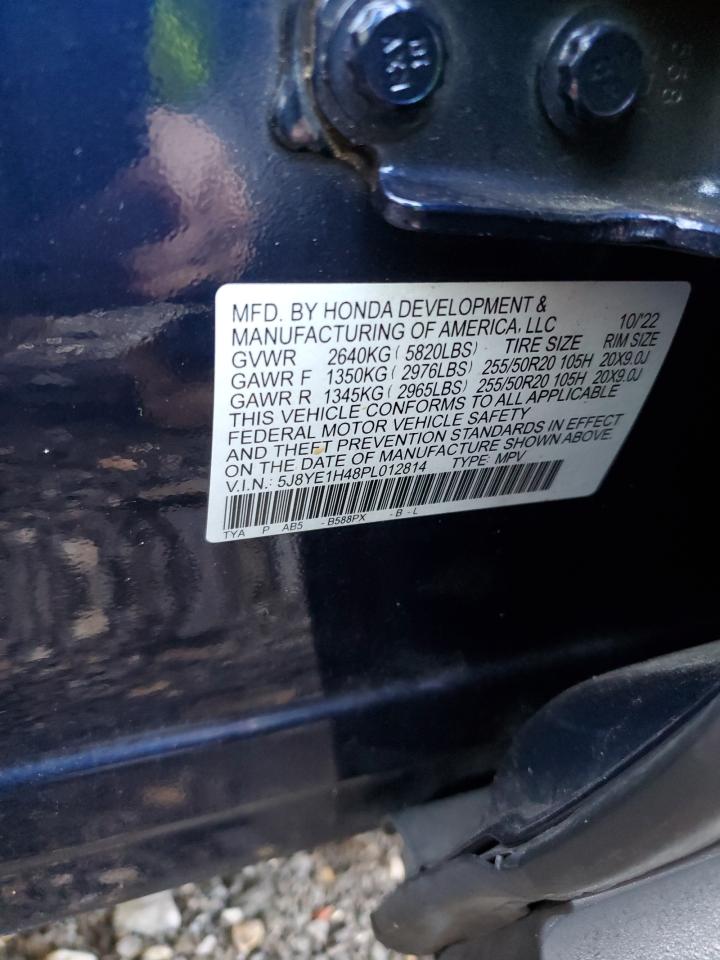 558
MFD. BY HONDA DEVELOPMENT &
MANUFACTURING OF AMERICA, LLC 10/'22
GVWR 2640KG ( 5820LBS) TIRE SIZE RIM SIZE
GAWR F 1350KG ( 2976LBS) 255/50R20 105H 20X9.0J
GAWR R 1345KG ( 2965LBS) 255/50R20 105H 20X9.0J
THIS VEHICLE CONFORMS TO ALL APPLICABLE
FEDERAL MOTOR VEHICLE SAFETY
AND THEFT PREVENTION STANDARDS IN EFFECT
ON THE DATE OF MANUFACTURE SHOWN ABOVE.
V.I.N.: 5J8YE1H48PL012814 TYPE: MPV
TYA P AB5 - B588PX - B - L